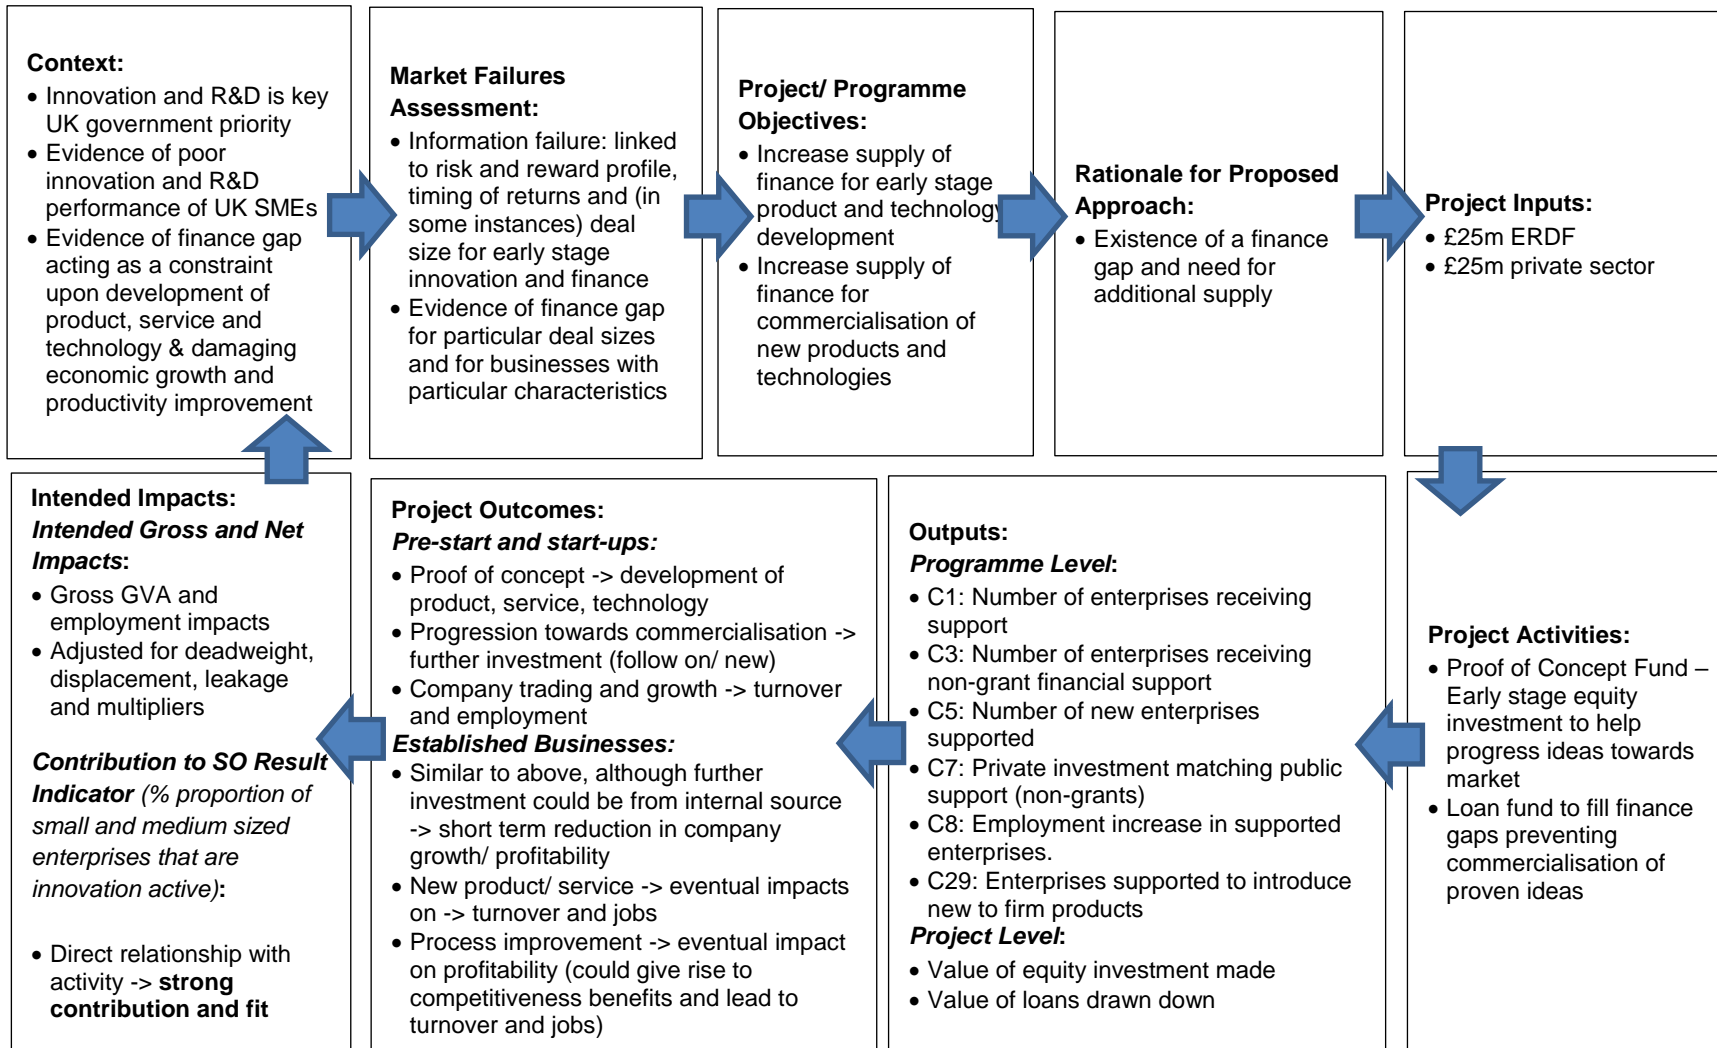 Context:
• Innovation and R&D is key
UK government priority
• Evidence of poor
innovation and R&D
performance of UK SMEs
• Evidence of finance gap
acting as a constraint
upon development of
product, service and
technology & damaging
economic growth and
productivity improvement
Market Failures
Assessment:
• Information failure: linked
to risk and reward profile,
timing of returns and (in
some instances) deal
size for early stage
innovation and finance
• Evidence of finance gap
for particular deal sizes
and for businesses with
particular characteristics
Project/ Programme
Objectives:
• Increase supply of
finance for early stage
product and technology
development
• Increase supply of
finance for
commercialisation of
new products and
technologies
Rationale for Proposed
Approach:
• Existence of a finance
gap and need for
additional supply
Project Inputs:
• £25m ERDF
• £25m private sector
Project Activities:
• Proof of Concept Fund –
Early stage equity
investment to help
progress ideas towards
market
• Loan fund to fill finance
gaps preventing
commercialisation of
proven ideas
Outputs:
Programme Level:
• C1: Number of enterprises receiving
support
• C3: Number of enterprises receiving
non-grant financial support
• C5: Number of new enterprises
supported
• C7: Private investment matching public
support (non-grants)
• C8: Employment increase in supported
enterprises.
• C29: Enterprises supported to introduce
new to firm products
Project Level:
• Value of equity investment made
• Value of loans drawn down
Project Outcomes:
Pre-start and start-ups:
• Proof of concept -> development of
product, service, technology
• Progression towards commercialisation ->
further investment (follow on/ new)
• Company trading and growth -> turnover
and employment
Established Businesses:
• Similar to above, although further
investment could be from internal source
-> short term reduction in company
growth/ profitability
• New product/ service -> eventual impacts
on -> turnover and jobs
• Process improvement -> eventual impact
on profitability (could give rise to
competitiveness benefits and lead to
turnover and jobs)
Intended Impacts:
Intended Gross and Net
Impacts:
• Gross GVA and
employment impacts
• Adjusted for deadweight,
displacement, leakage
and multipliers
Contribution to SO Result
Indicator (% proportion of
small and medium sized
enterprises that are
innovation active):
• Direct relationship with
activity -> strong
contribution and fit